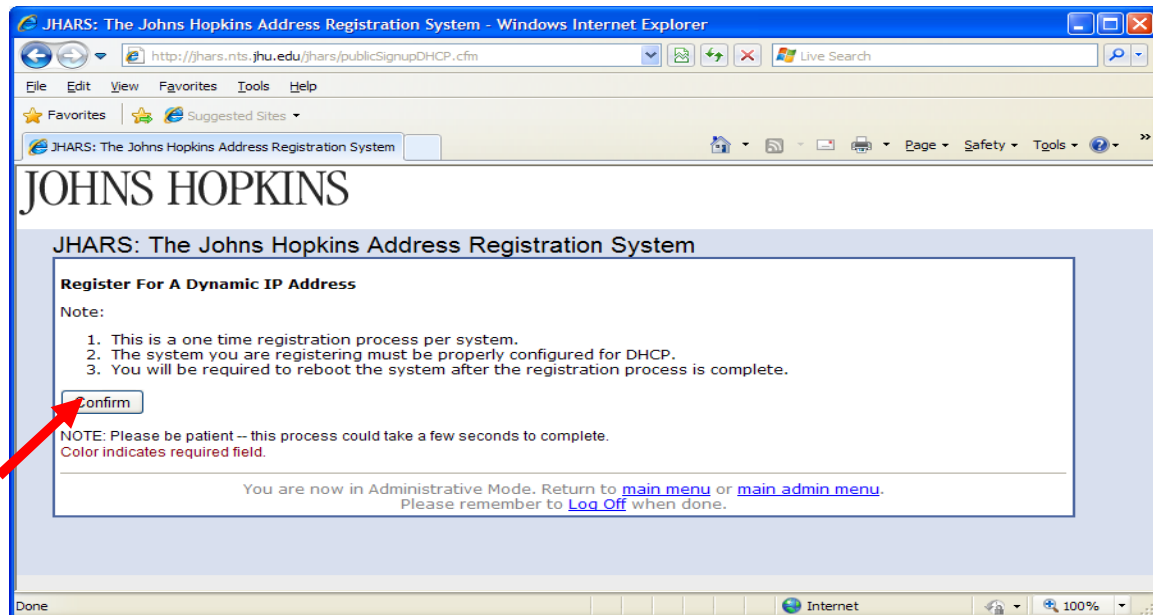 JHARS: The Johns Hopkins Address Registration System - Windows Internet Explorer
http://jhars.nts.jhu.edu/jhars/publicSignupDHCP.cfm
Live Search
File Edit View Favorites Tools Help
Favorites Suggested Sites
JHARS: The Johns Hopkins Address Registration System
Page Safety Tools
JOHNS HOPKINS
JHARS: The Johns Hopkins Address Registration System
Register For A Dynamic IP Address
Note:
1. This is a one time registration process per system.
2. The system you are registering must be properly configured for DHCP.
3. You will be required to reboot the system after the registration process is complete.
Confirm
NOTE: Please be patient -- this process could take a few seconds to complete.
Color indicates required field.
You are now in Administrative Mode. Return to main menu or main admin menu.
Please remember to Log Off when done.
Done Internet 100%